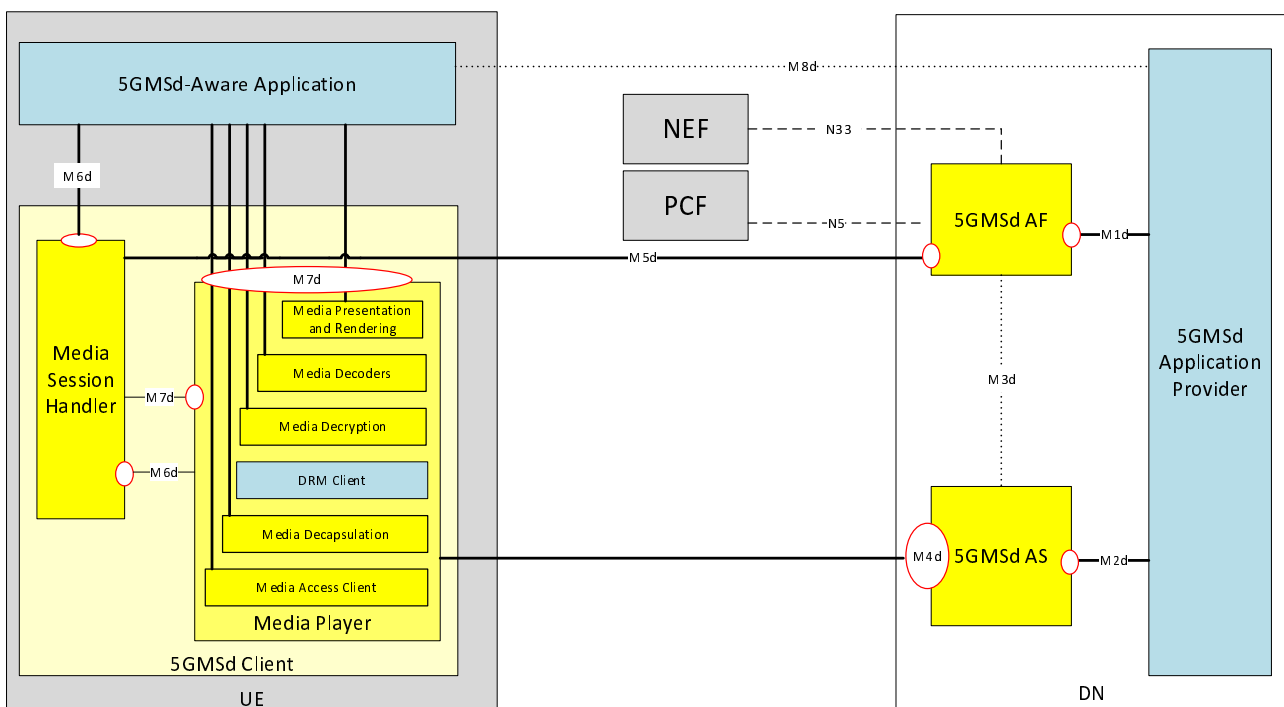 5GMSd-Aware Application
M8d
NEF
N33
M6d
PCF
N5
5GMSd AF
M1d
M5d
M7d
Media Presentation
and Rendering
Media
Session
Handler
Media Decoders
M7d
Media Decryption
M6d
DRM Client
Media Decapsulation
Media Access Client
Media Player
5GMSd Client
UE
M3d
5GMSd
Application
Provider
M4d
5GMSd AS
M2d
DN